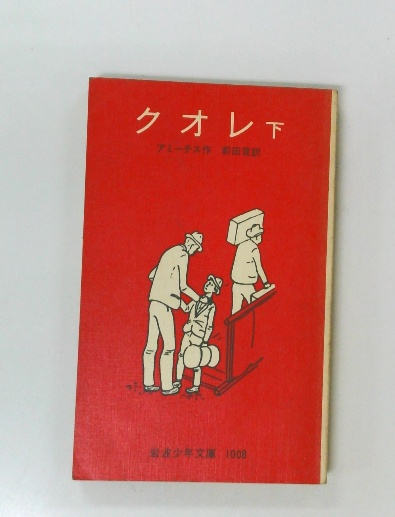 クオレ 下
アミーチス作 前田晁訳
岩波少年文庫 1008